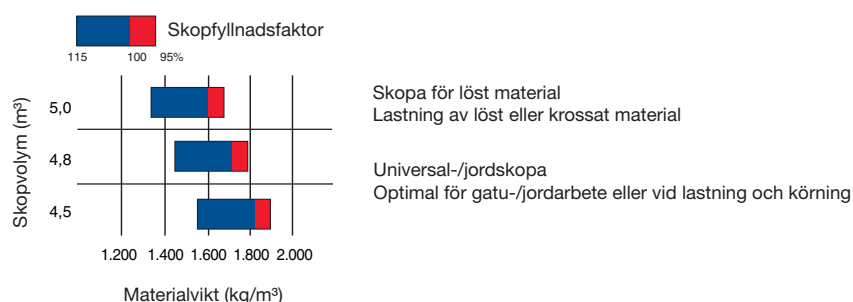 Skopfyllnadsfaktor
115 100 95%
Skopvolym (m³)
5,0
Skopa för löst material
Lastning av löst eller krossat material
4,8
Universal-/jordskopa
Optimal för gatu-/jordarbete eller vid lastning och körning
4,5
1.200 1.400 1.600 1.800 2.000
Materialvikt (kg/m³)